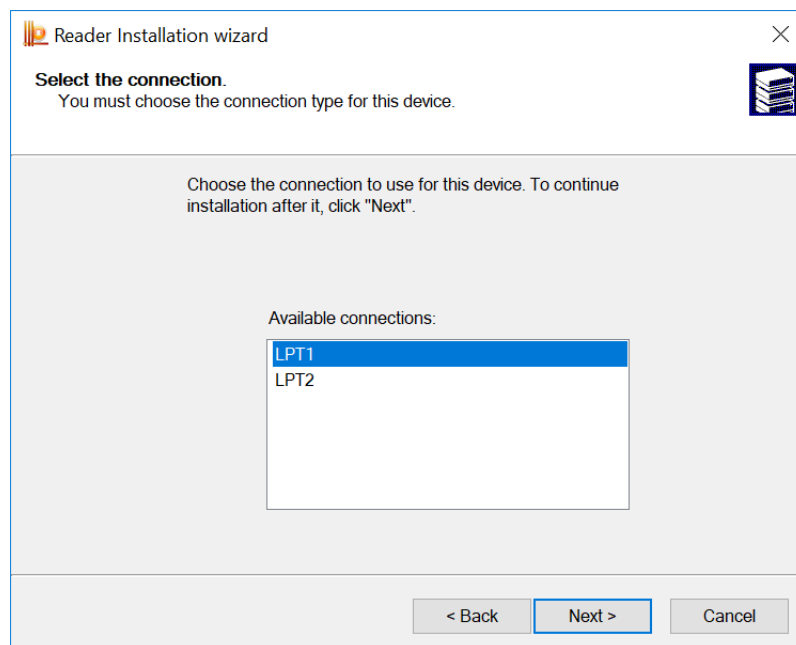 Reader Installation wizard
Select the connection.
You must choose the connection type for this device.
Choose the connection to use for this device. To continue
installation after it, click "Next".
Available connections:
LPT1
LPT2
< Back
Next >
Cancel